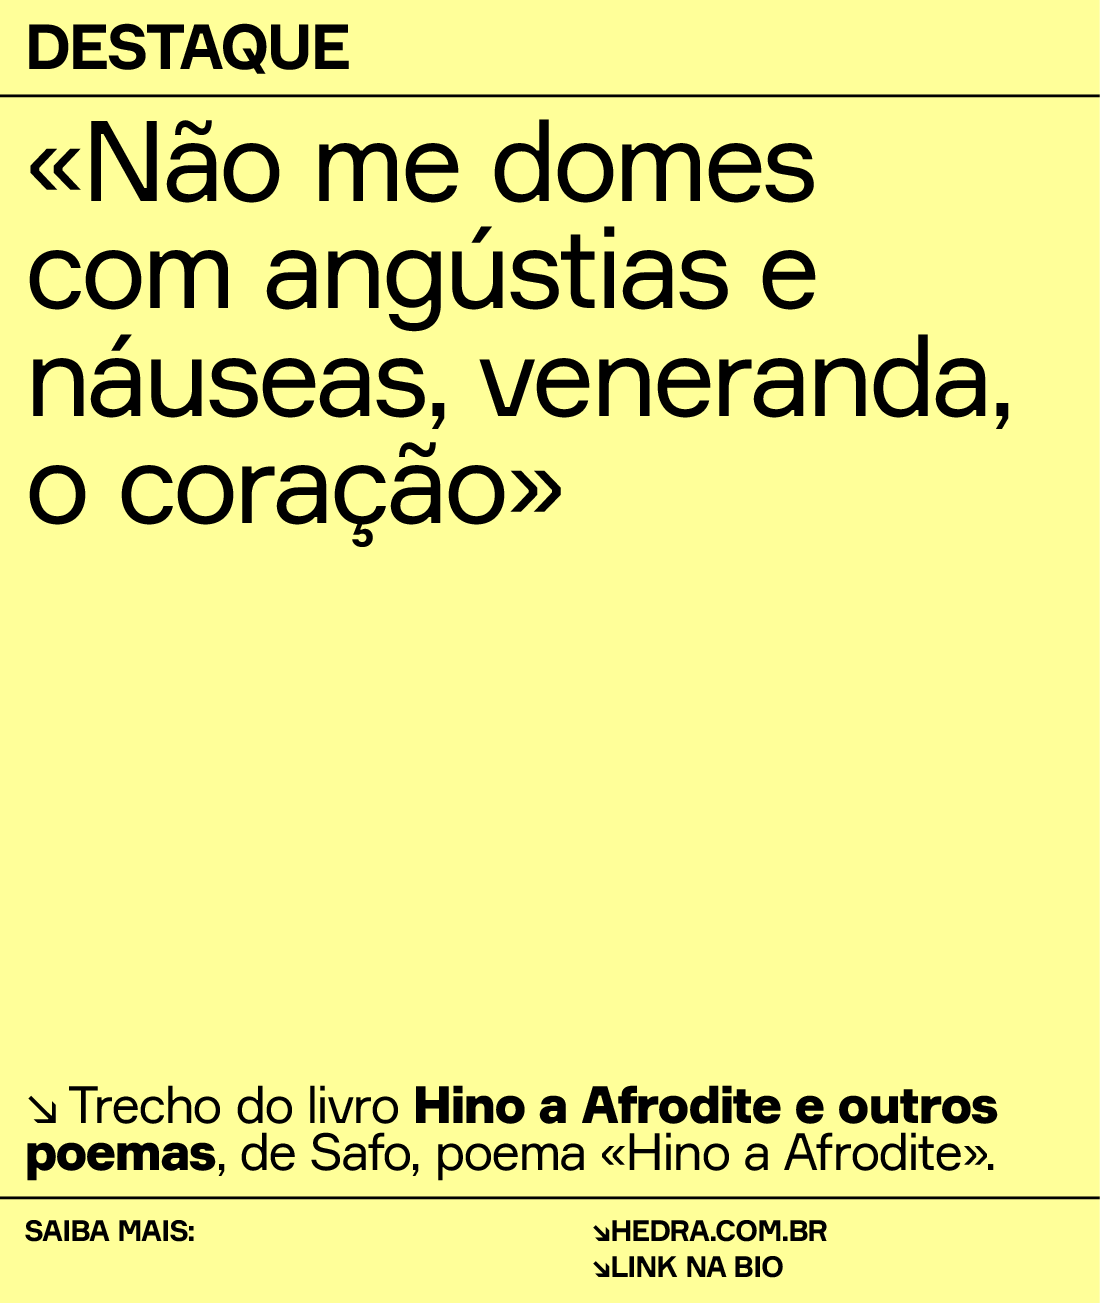 DESTAQUE
«Não me domes
com angústias e
náuseas, veneranda,
o coração»
↘ Trecho do livro Hino a Afrodite e outros
poemas, de Safo, poema «Hino a Afrodite».
SAIBA MAIS:
↘HEDRA.COM.BR
↘LINK NA BIO